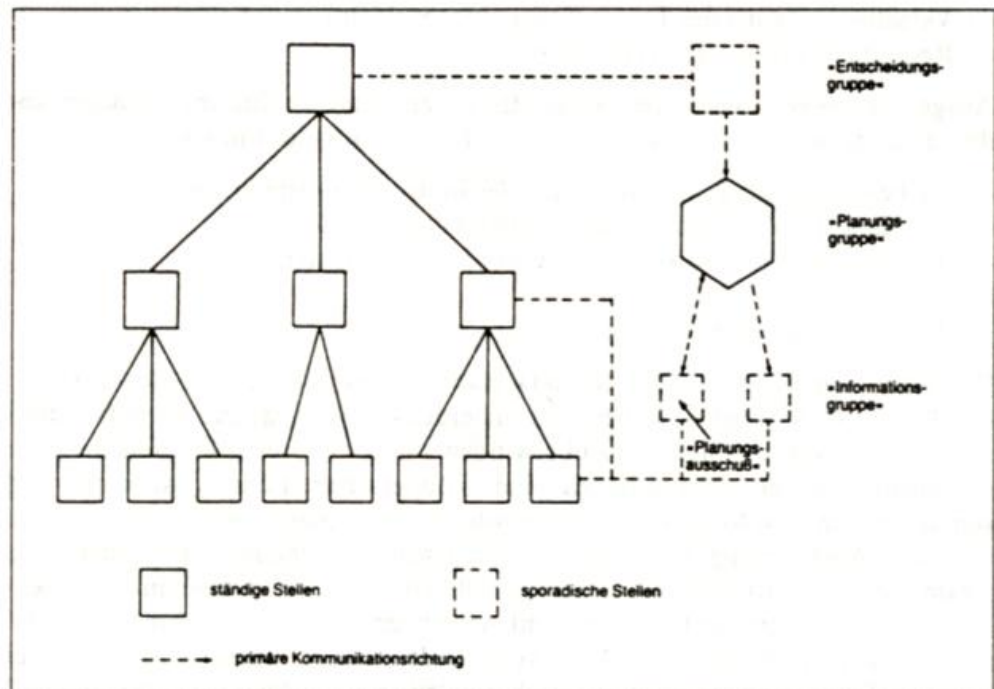 »Entscheidungs-
gruppe«
»Planungs-
gruppe«
»Informations-
gruppe«
»Planungs-
ausschuß«
ständige Stellen
sporadische Stellen
primäre Kommunikationsrichtung